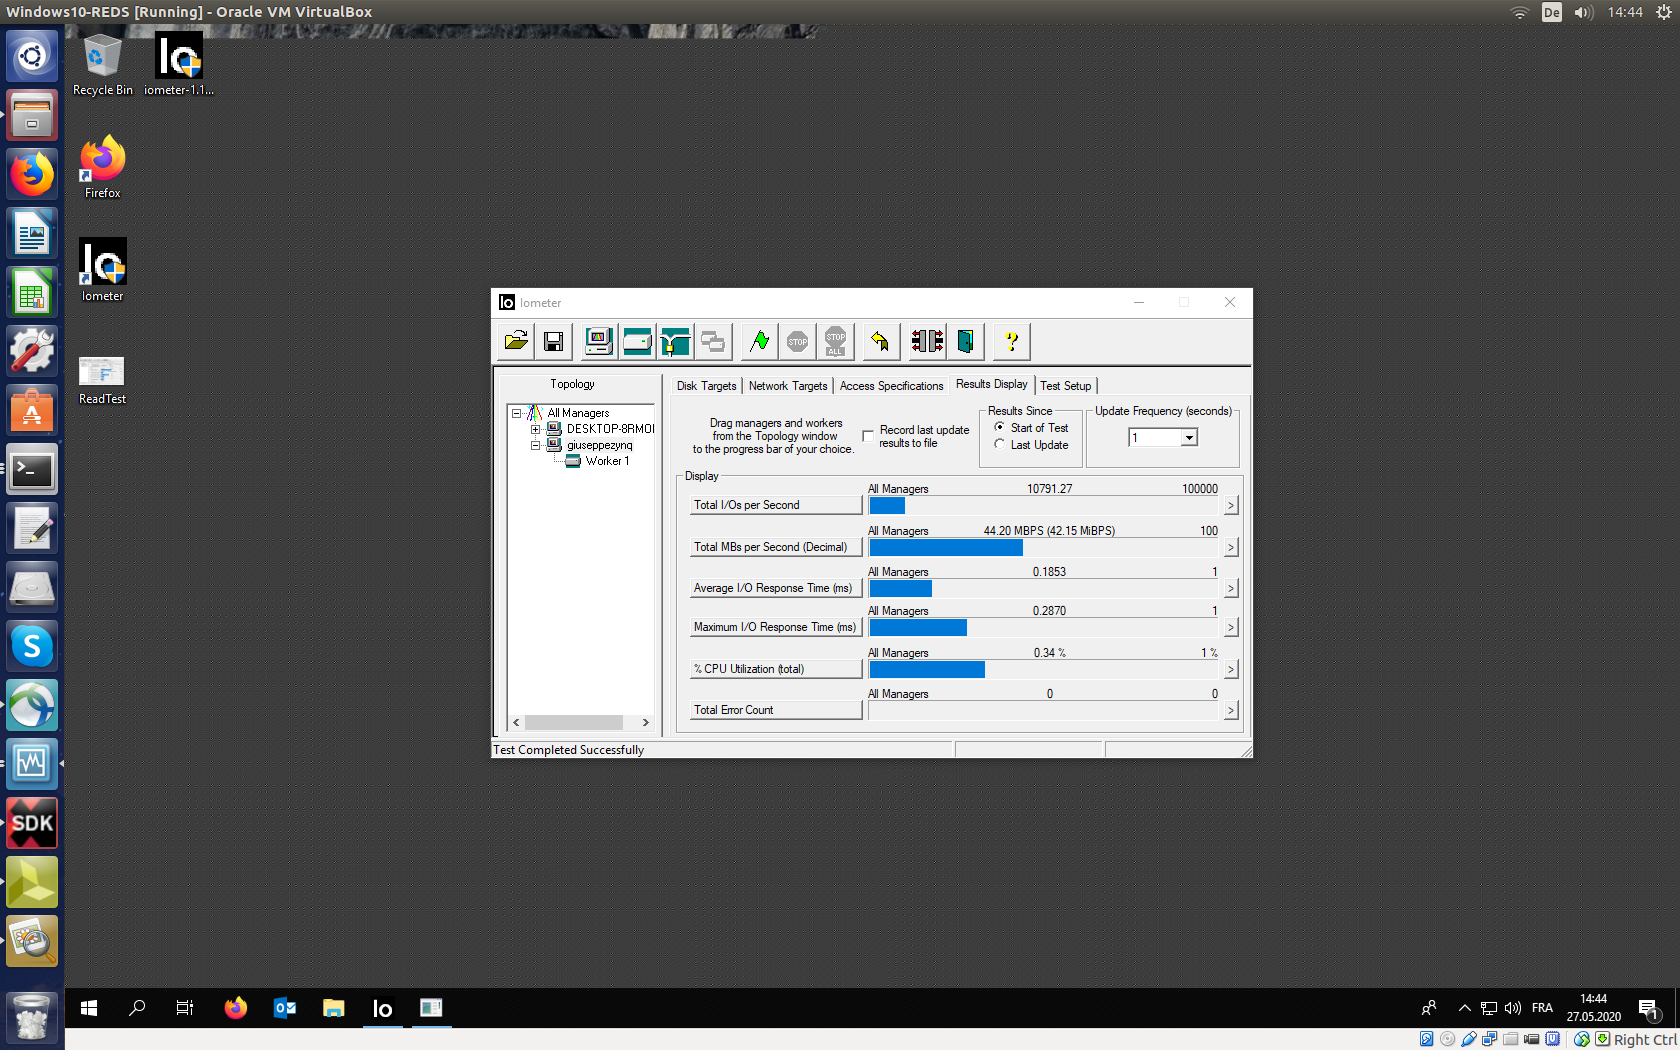 Windows10-REDS [Running] - Oracle VM VirtualBox
De
14:44
Recycle Bin
iometer-1.1...
Firefox
Iometer
ReadTest
SDK
Iometer
STOP
STOP ALL
?
Topology
All Managers
DESKTOP-8RMOI
giuseppezynq
Worker 1
Disk Targets
Network Targets
Access Specifications
Results Display
Test Setup
Drag managers and workers
from the Topology window
to the progress bar of your choice.
Record last update
results to file
Results Since
Start of Test
Last Update
Update Frequency (seconds)
1
Display
All Managers 10791.27 100000
Total I/Os per Second >
All Managers 44.20 MBPS (42.15 MiBPS) 100
Total MBs per Second (Decimal) >
All Managers 0.1853 1
Average I/O Response Time (ms) >
All Managers 0.2870 1
Maximum I/O Response Time (ms) >
All Managers 0.34 % 1 %
% CPU Utilization (total) >
All Managers 0 0
Total Error Count >
Test Completed Successfully
FRA
14:44
27.05.2020
1
Right Ctrl